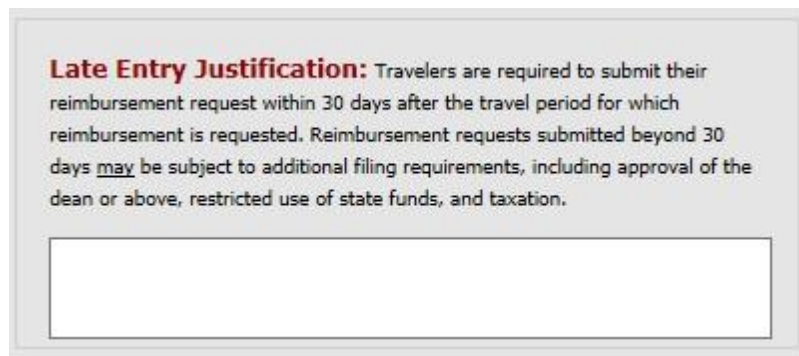 Late Entry Justification: Travelers are required to submit their
reimbursement request within 30 days after the travel period for which
reimbursement is requested. Reimbursement requests submitted beyond 30
days may be subject to additional filing requirements, including approval of the
dean or above, restricted use of state funds, and taxation.